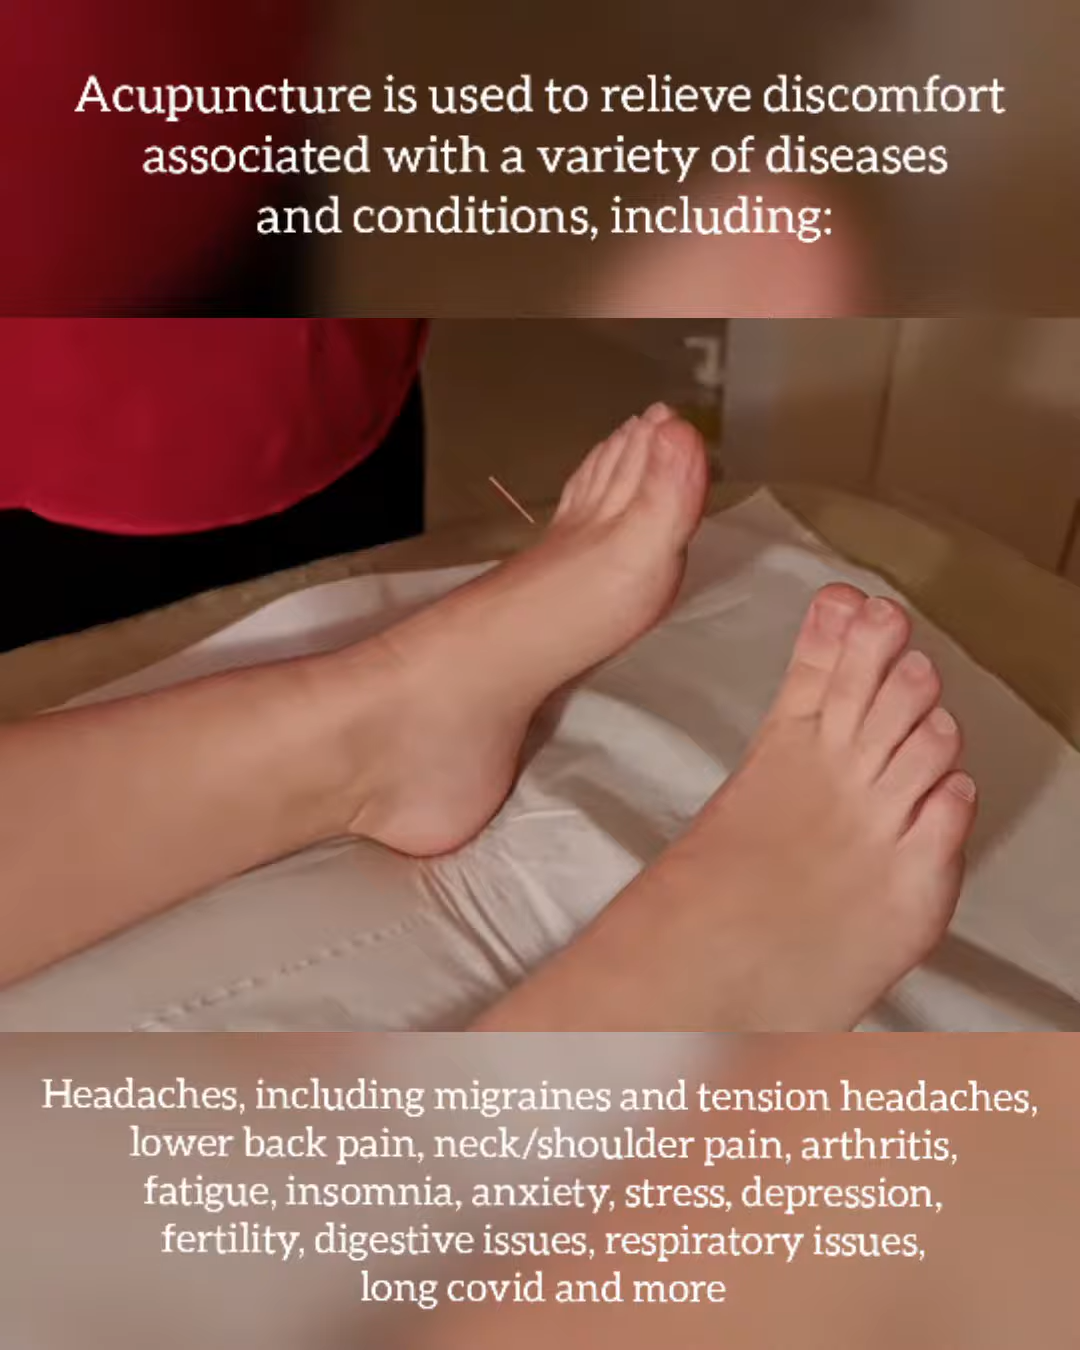 Acupuncture is used to relieve discomfort
associated with a variety of diseases
and conditions, including:
Headaches, including migraines and tension headaches,
lower back pain, neck/shoulder pain, arthritis,
fatigue, insomnia, anxiety, stress, depression,
fertility, digestive issues, respiratory issues,
long covid and more